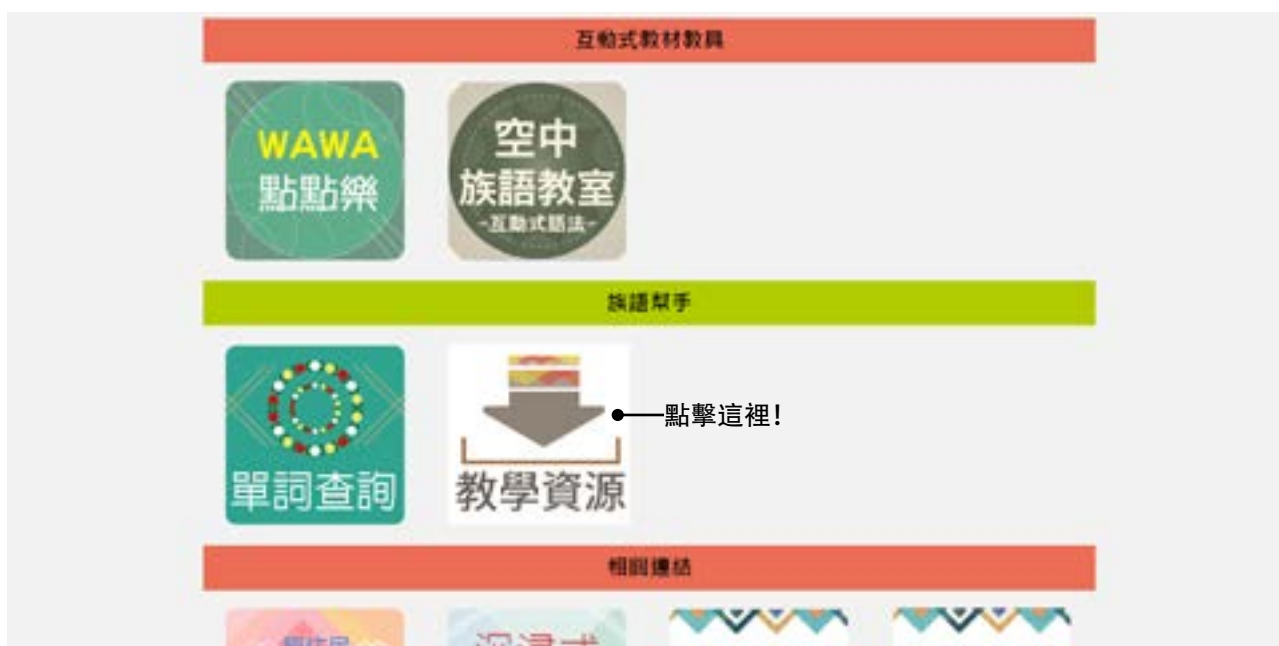 互動式教材教具
WAWA
點點樂
空中
族語教室
-互動式語法-
族語幫手
點擊這裡!
單詞查詢
教學資源
相關連結